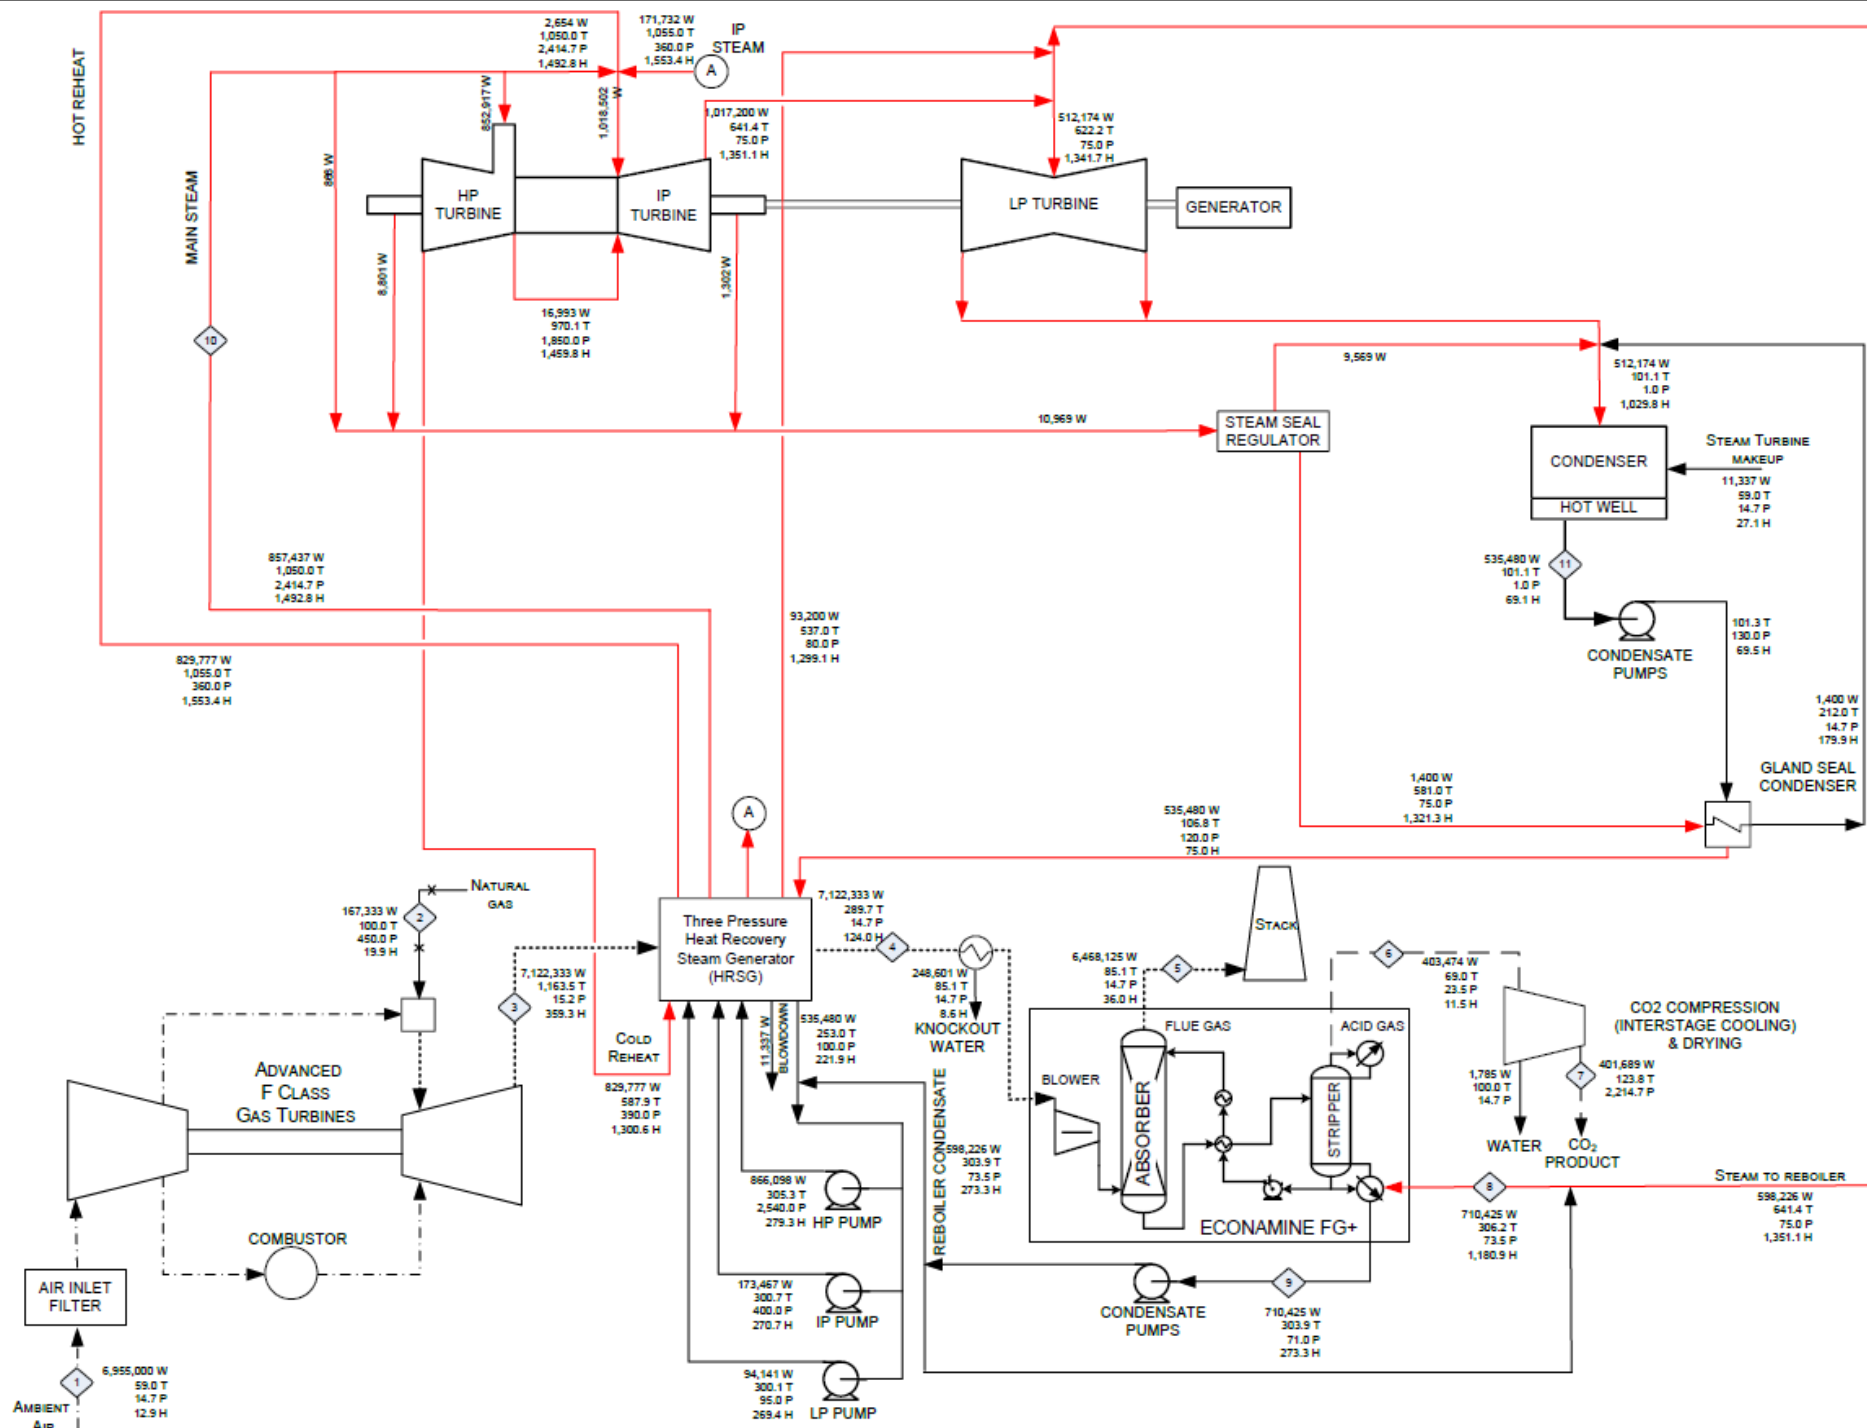 HOT REHEAT
MAIN STEAM
2,654 W
1,050.0 T
2,414.7 P
1,492.8 H
171,732 W
1,055.0 T
360.0 P
1,553.4 H
IP
STEAM
A
852,917 W
1,018,502
W
1,017,200 W
641.4 T
75.0 P
1,351.1 H
512,174 W
622.2 T
75.0 P
1,341.7 H
866 W
HP
TURBINE
IP
TURBINE
LP TURBINE
GENERATOR
8,801 W
1,302 W
16,993 W
970.1 T
1,850.0 P
1,459.8 H
10
9,569 W
512,174 W
101.1 T
1.0 P
1,029.8 H
10,969 W
STEAM SEAL
REGULATOR
CONDENSER
HOT WELL
STEAM TURBINE
MAKEUP
11,337 W
59.0 T
14.7 P
27.1 H
857,437 W
1,050.0 T
2,414.7 P
1,492.8 H
535,480 W
101.1 T
1.0 P
69.1 H
11
93,200 W
537.0 T
80.0 P
1,299.1 H
101.3 T
130.0 P
69.5 H
CONDENSATE
PUMPS
829,777 W
1,055.0 T
360.0 P
1,553.4 H
1,400 W
212.0 T
14.7 P
179.9 H
GLAND SEAL
CONDENSER
1,400 W
581.0 T
75.0 P
1,321.3 H
535,480 W
106.8 T
120.0 P
75.0 H
A
NATURAL
GAS
167,333 W
100.0 T
450.0 P
19.9 H
2
Three Pressure
Heat Recovery
Steam Generator
(HRSG)
7,122,333 W
289.7 T
14.7 P
124.0 H
4
STACK
7,122,333 W
1,163.5 T
15.2 P
359.3 H
3
248,601 W
85.1 T
14.7 P
8.6 H
KNOCKOUT
WATER
6,468,125 W
85.1 T
14.7 P
36.0 H
5
6
403,474 W
69.0 T
23.5 P
11.5 H
CO2 COMPRESSION
(INTERSTAGE COOLING)
& DRYING
COLD
REHEAT
829,777 W
587.9 T
390.0 P
1,300.6 H
11,337 W
BLOWDOWN
535,480 W
253.0 T
100.0 P
221.9 H
FLUE GAS
ACID GAS
BLOWER
ABSORBER
STRIPPER
1,785 W
100.0 T
14.7 P
7
401,689 W
123.8 T
2,214.7 P
WATER
CO2
PRODUCT
ADVANCED
F CLASS
GAS TURBINES
REBOILER CONDENSATE
598,226 W
303.9 T
73.5 P
273.3 H
866,098 W
305.3 T
2,540.0 P
279.3 H
HP PUMP
ECONAMINE FG+
8
STEAM TO REBOILER
710,425 W
306.2 T
73.5 P
1,180.9 H
598,226 W
641.4 T
75.0 P
1,351.1 H
COMBUSTOR
AIR INLET
FILTER
173,467 W
300.7 T
400.0 P
270.7 H
IP PUMP
CONDENSATE
PUMPS
9
710,425 W
303.9 T
71.0 P
273.3 H
1
6,955,000 W
59.0 T
14.7 P
12.9 H
AMBIENT
AIR
94,141 W
300.1 T
95.0 P
269.4 H
LP PUMP